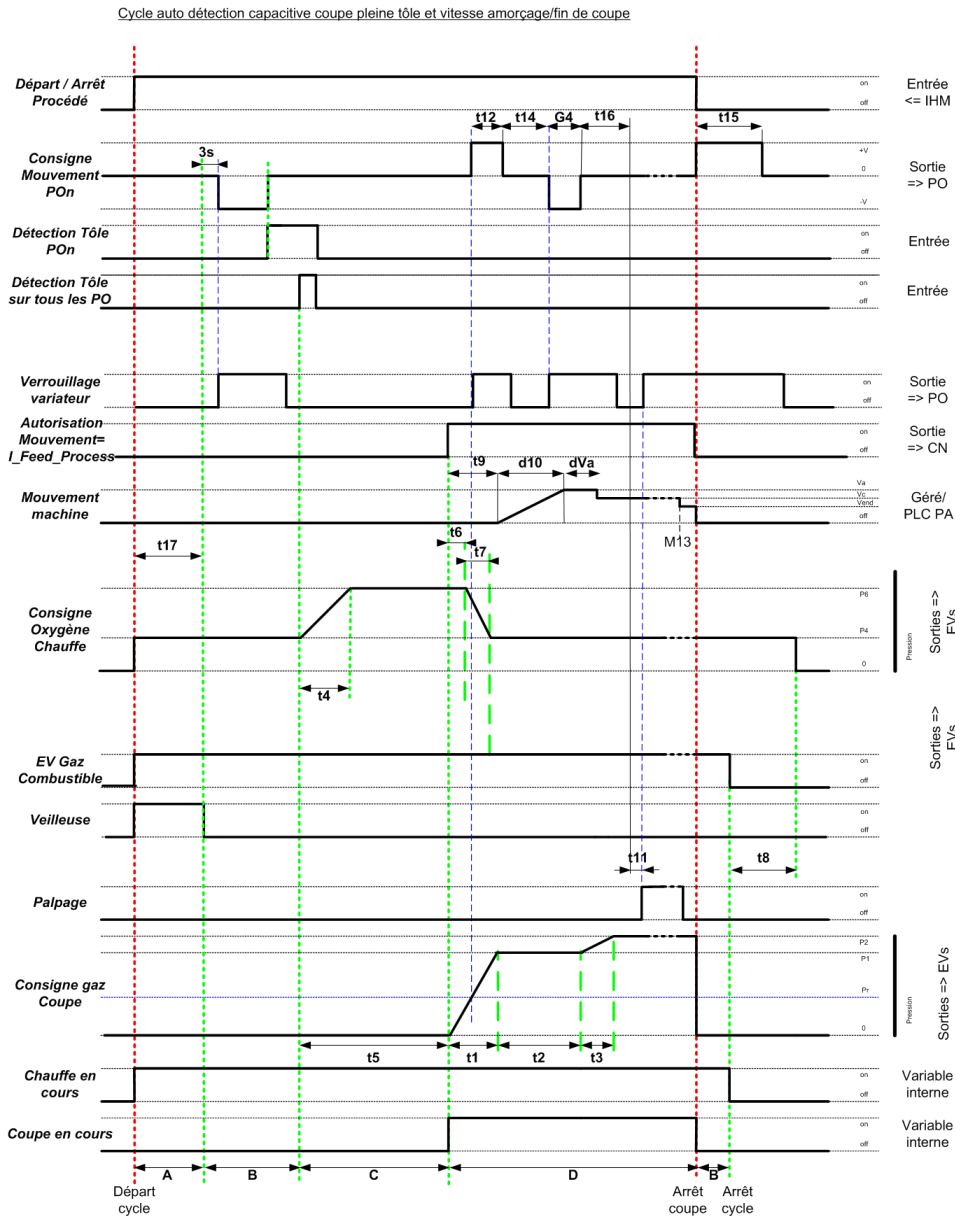 Cycle auto détection capacitive coupe pleine tôle et vitesse amorçage/fin de coupe
Départ / Arrêt
Procédé
on
off
Entrée
<= IHM
t12
t14
G4
t16
t15
3s
Consigne
Mouvement
POn
+V
0
-V
Sortie
=> PO
Détection Tôle
POn
on
off
Entrée
Détection Tôle
sur tous les PO
on
off
Entrée
Verrouillage
variateur
on
off
Sortie
=> PO
Autorisation
Mouvement=
I_Feed_Process
on
off
Sortie
=> CN
t9
d10
dVa
Mouvement
machine
Va
Vc
Vend
off
Géré/
PLC PA
M13
t6
t7
t17
Consigne
Oxygène
Chauffe
P6
P4
0
Pression
Sorties =>
EVs
t4
Sorties =>
EVs
EV Gaz
Combustible
on
off
Veilleuse
on
off
t11
t8
Palpage
on
off
Consigne gaz
Coupe
P2
P1
Pr
0
Pression
Sorties => EVs
t5
t1
t2
t3
Chauffe en
cours
on
off
Variable
interne
Coupe en cours
on
off
Variable
interne
A
B
C
D
B
Départ
cycle
Arrêt
coupe
Arrêt
cycle